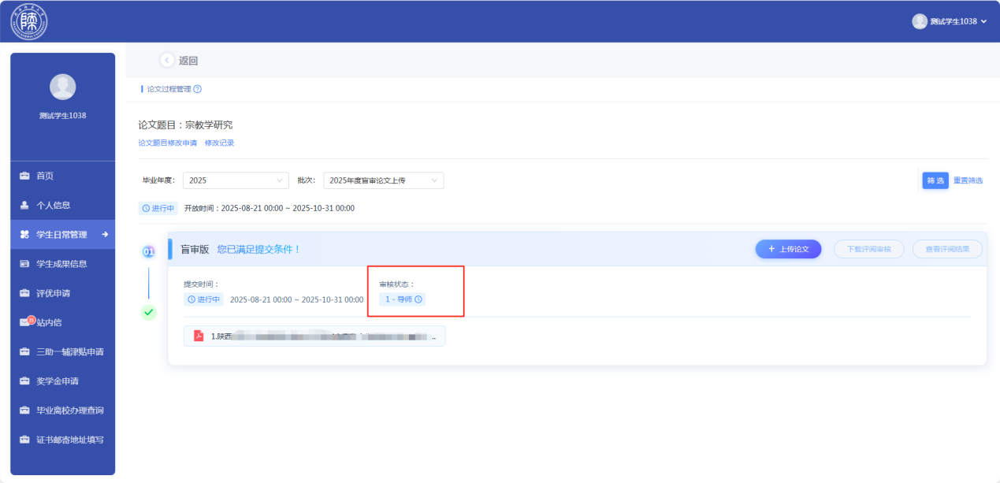 陕
测试学生1038
测试学生1038
首页
个人信息
学生日常管理
学生成果信息
评优申请
站内信
三助一辅津贴申请
奖学金申请
毕业离校办理查询
证书邮寄地址填写
返回
论文过程管理
论文题目：宗教学研究
论文题目修改申请 修改记录
毕业年度： 2025 批次： 2025年度盲审论文上传 筛 选 重置筛选
进行中 开放时间：2025-08-21 00:00 ~ 2025-10-31 00:00
01 盲审版 您已满足提交条件！ + 上传论文 下载评阅审核 查看评阅结果
提交时间： 审核状态：
进行中 2025-08-21 00:00 ~ 2025-10-31 00:00 1 - 导师
1.陕西 ..